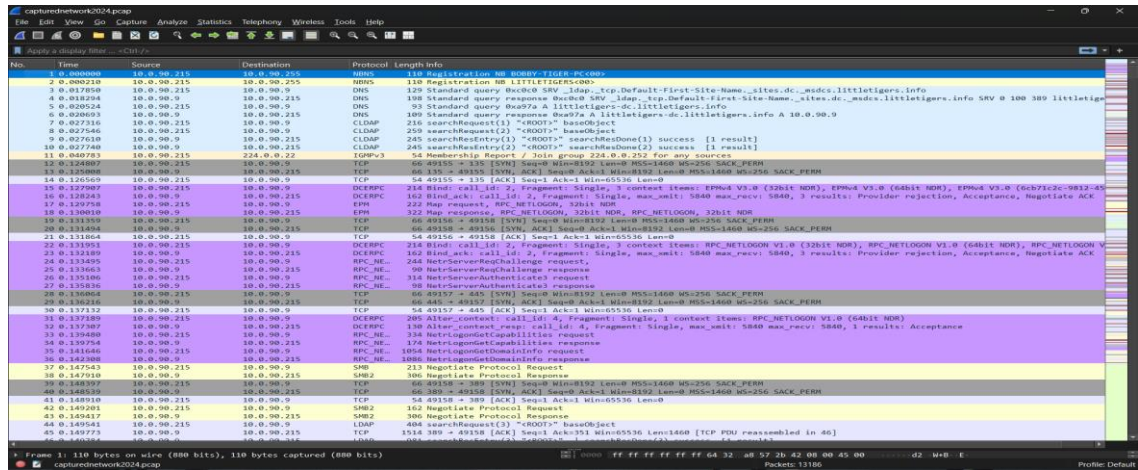 capturednetwork2024.pcap
File Edit View Go Capture Analyze Statistics Telephony Wireless Tools Help
Apply a display filter ... <Ctrl-/>
No. Time Source Destination Protocol Length Info
1 0.000000 10.0.90.215 10.0.90.255 NBNS 110 Registration NB BOBBY-TIGER-PC<00>
2 0.000210 10.0.90.215 10.0.90.255 NBNS 110 Registration NB LITTLETIGERS<00>
3 0.017850 10.0.90.215 10.0.90.9 DNS 129 Standard query 0xc0c0 SRV _ldap._tcp.Default-First-Site-Name._sites.dc._msdcs.littletigers.info
4 0.018294 10.0.90.9 10.0.90.215 DNS 198 Standard query response 0xc0c0 SRV _ldap._tcp.Default-First-Site-Name._sites.dc._msdcs.littletigers.info SRV 0 100 389 littletige
5 0.020524 10.0.90.215 10.0.90.9 DNS 93 Standard query 0xa97a A littletigers-dc.littletigers.info
6 0.020693 10.0.90.9 10.0.90.215 DNS 109 Standard query response 0xa97a A littletigers-dc.littletigers.info A 10.0.90.9
7 0.027316 10.0.90.215 10.0.90.9 CLDAP 216 searchRequest(1) "<ROOT>" baseObject
8 0.027546 10.0.90.215 10.0.90.9 CLDAP 259 searchRequest(2) "<ROOT>" baseObject
9 0.027610 10.0.90.9 10.0.90.215 CLDAP 245 searchResEntry(1) "<ROOT>" searchResDone(1) success [1 result]
10 0.027740 10.0.90.9 10.0.90.215 CLDAP 245 searchResEntry(2) "<ROOT>" searchResDone(2) success [1 result]
11 0.040783 10.0.90.215 224.0.0.22 IGMPv3 54 Membership Report / Join group 224.0.0.252 for any sources
12 0.124807 10.0.90.215 10.0.90.9 TCP 66 49155 → 135 [SYN] Seq=0 Win=8192 Len=0 MSS=1460 WS=256 SACK_PERM
13 0.125008 10.0.90.9 10.0.90.215 TCP 66 135 → 49155 [SYN, ACK] Seq=0 Ack=1 Win=8192 Len=0 MSS=1460 WS=256 SACK_PERM
14 0.126569 10.0.90.215 10.0.90.9 TCP 54 49155 → 135 [ACK] Seq=1 Ack=1 Win=65536 Len=0
15 0.127907 10.0.90.215 10.0.90.9 DCERPC 214 Bind: call_id: 2, Fragment: Single, 3 context items: EPMv4 V3.0 (32bit NDR), EPMv4 V3.0 (64bit NDR), EPMv4 V3.0 (6cb71c2c-9812-45
16 0.128243 10.0.90.9 10.0.90.215 DCERPC 162 Bind_ack: call_id: 2, Fragment: Single, max_xmit: 5840 max_recv: 5840, 3 results: Provider rejection, Acceptance, Negotiate ACK
17 0.129758 10.0.90.215 10.0.90.9 EPM 222 Map request, RPC_NETLOGON, 32bit NDR
18 0.130010 10.0.90.9 10.0.90.215 EPM 322 Map response, RPC_NETLOGON, 32bit NDR, RPC_NETLOGON, 32bit NDR
19 0.131359 10.0.90.215 10.0.90.9 TCP 66 49156 → 49158 [SYN] Seq=0 Win=8192 Len=0 MSS=1460 WS=256 SACK_PERM
20 0.131494 10.0.90.9 10.0.90.215 TCP 66 49158 → 49156 [SYN, ACK] Seq=0 Ack=1 Win=8192 Len=0 MSS=1460 WS=256 SACK_PERM
21 0.131864 10.0.90.215 10.0.90.9 TCP 54 49156 → 49158 [ACK] Seq=1 Ack=1 Win=65536 Len=0
22 0.131951 10.0.90.215 10.0.90.9 DCERPC 214 Bind: call_id: 2, Fragment: Single, 3 context items: RPC_NETLOGON V1.0 (32bit NDR), RPC_NETLOGON V1.0 (64bit NDR), RPC_NETLOGON V
23 0.132189 10.0.90.9 10.0.90.215 DCERPC 162 Bind_ack: call_id: 2, Fragment: Single, max_xmit: 5840 max_recv: 5840, 3 results: Provider rejection, Acceptance, Negotiate ACK
24 0.133495 10.0.90.215 10.0.90.9 RPC_NE… 244 NetrServerReqChallenge request,
25 0.133663 10.0.90.9 10.0.90.215 RPC_NE… 90 NetrServerReqChallenge response
26 0.135106 10.0.90.215 10.0.90.9 RPC_NE… 314 NetrServerAuthenticate3 request
27 0.135836 10.0.90.9 10.0.90.215 RPC_NE… 98 NetrServerAuthenticate3 response
28 0.136064 10.0.90.215 10.0.90.9 TCP 66 49157 → 445 [SYN] Seq=0 Win=8192 Len=0 MSS=1460 WS=256 SACK_PERM
29 0.136216 10.0.90.9 10.0.90.215 TCP 66 445 → 49157 [SYN, ACK] Seq=0 Ack=1 Win=8192 Len=0 MSS=1460 WS=256 SACK_PERM
30 0.137132 10.0.90.215 10.0.90.9 TCP 54 49157 → 445 [ACK] Seq=1 Ack=1 Win=65536 Len=0
31 0.137189 10.0.90.215 10.0.90.9 DCERPC 205 Alter_context: call_id: 4, Fragment: Single, 1 context items: RPC_NETLOGON V1.0 (64bit NDR)
32 0.137307 10.0.90.9 10.0.90.215 DCERPC 130 Alter_context_resp: call_id: 4, Fragment: Single, max_xmit: 5840 max_recv: 5840, 1 results: Acceptance
33 0.139480 10.0.90.215 10.0.90.9 RPC_NE… 334 NetrLogonGetCapabilities request
34 0.139754 10.0.90.9 10.0.90.215 RPC_NE… 174 NetrLogonGetCapabilities response
35 0.141646 10.0.90.215 10.0.90.9 RPC_NE… 1054 NetrLogonGetDomainInfo request
36 0.142308 10.0.90.9 10.0.90.215 RPC_NE… 1086 NetrLogonGetDomainInfo response
37 0.147543 10.0.90.215 10.0.90.9 SMB 213 Negotiate Protocol Request
38 0.147910 10.0.90.9 10.0.90.215 SMB2 306 Negotiate Protocol Response
39 0.148397 10.0.90.215 10.0.90.9 TCP 66 49158 → 389 [SYN] Seq=0 Win=8192 Len=0 MSS=1460 WS=256 SACK_PERM
40 0.148539 10.0.90.9 10.0.90.215 TCP 66 389 → 49158 [SYN, ACK] Seq=0 Ack=1 Win=8192 Len=0 MSS=1460 WS=256 SACK_PERM
41 0.148910 10.0.90.215 10.0.90.9 TCP 54 49158 → 389 [ACK] Seq=1 Ack=1 Win=65536 Len=0
42 0.149201 10.0.90.215 10.0.90.9 SMB2 162 Negotiate Protocol Request
43 0.149417 10.0.90.9 10.0.90.215 SMB2 306 Negotiate Protocol Response
44 0.149541 10.0.90.215 10.0.90.9 LDAP 404 searchRequest(3) "<ROOT>" baseObject
45 0.149773 10.0.90.9 10.0.90.215 TCP 1514 389 → 49158 [ACK] Seq=1 Ack=351 Win=65536 Len=1460 [TCP PDU reassembled in 46]
Frame 1: 110 bytes on wire (880 bits), 110 bytes captured (880 bits)
0000 ff ff ff ff ff ff 64 32 a8 57 2b 42 08 00 45 00
capturednetwork2024.pcap
Packets: 13186
Profile: Default